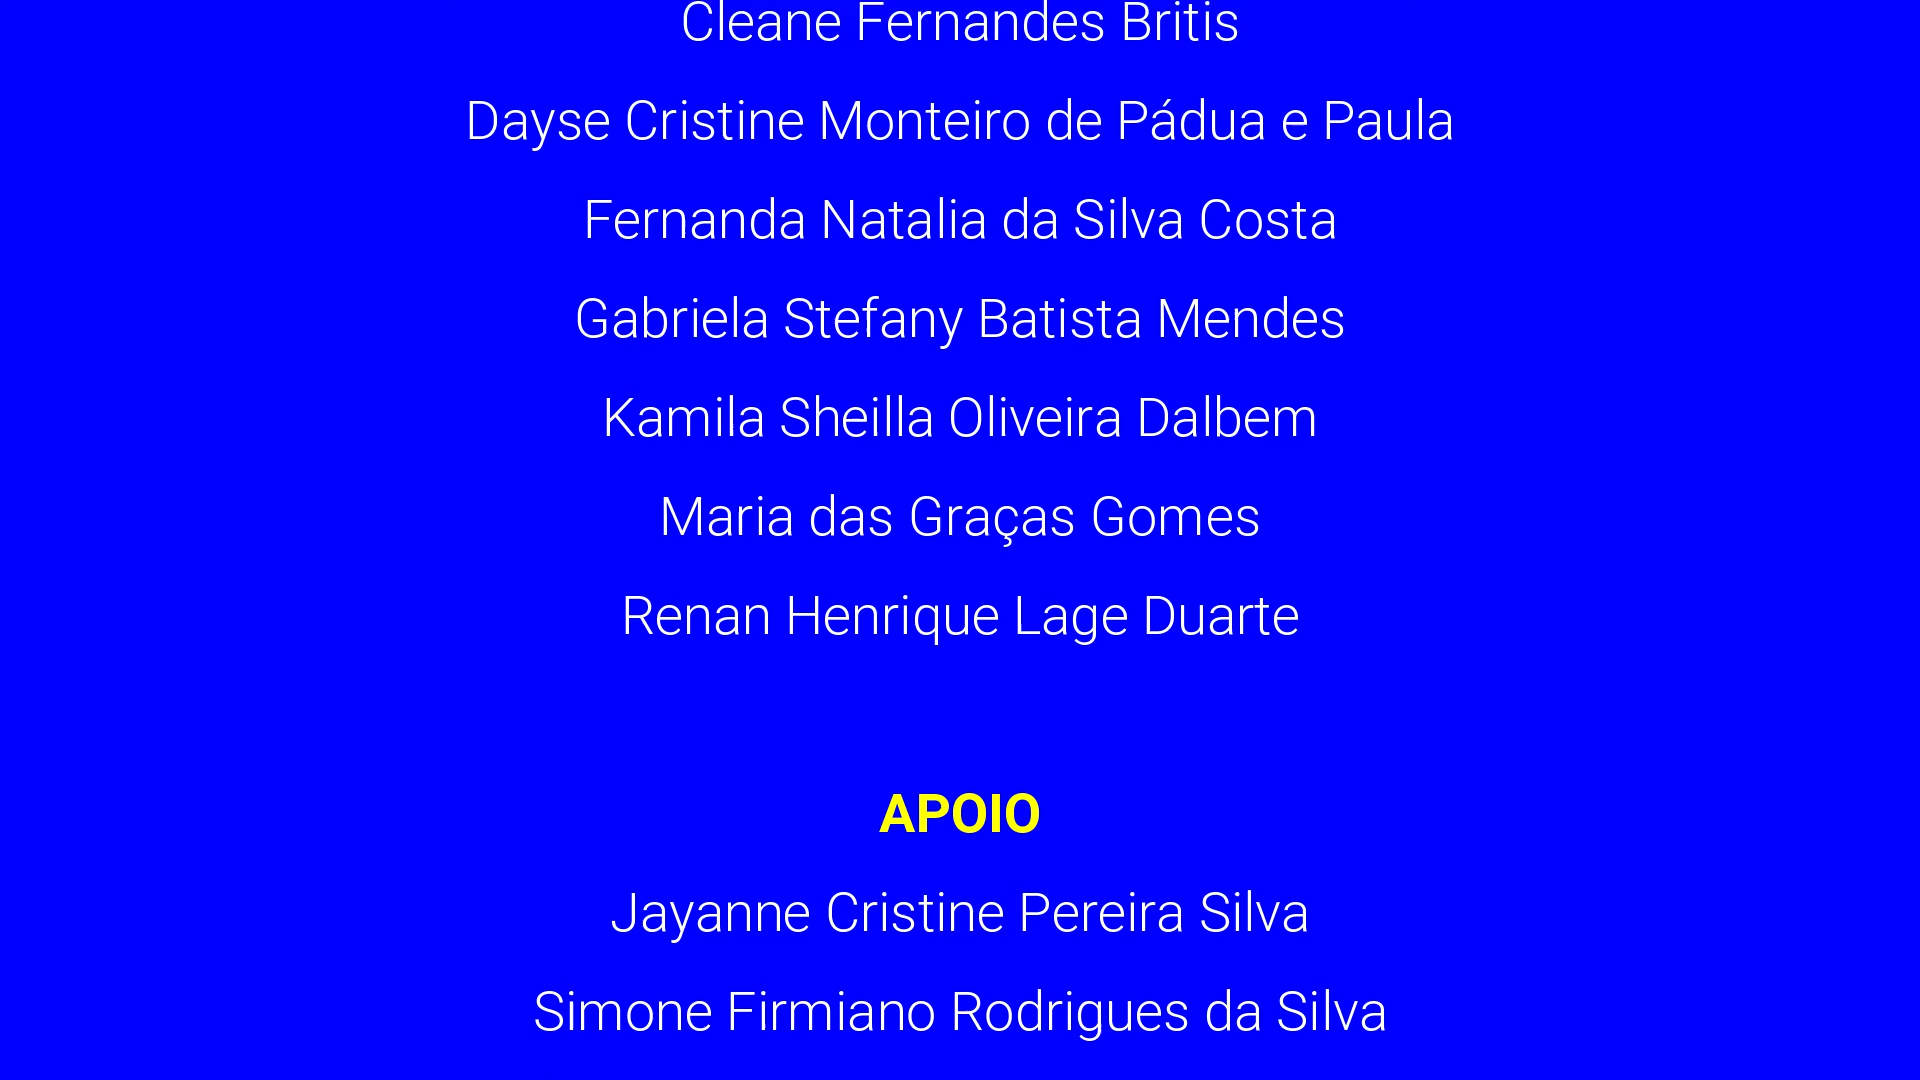 Cleane Fernandes Britis
Dayse Cristine Monteiro de Pádua e Paula
Fernanda Natalia da Silva Costa
Gabriela Stefany Batista Mendes
Kamila Sheilla Oliveira Dalbem
Maria das Graças Gomes
Renan Henrique Lage Duarte
APOIO
Jayanne Cristine Pereira Silva
Simone Firmiano Rodrigues da Silva